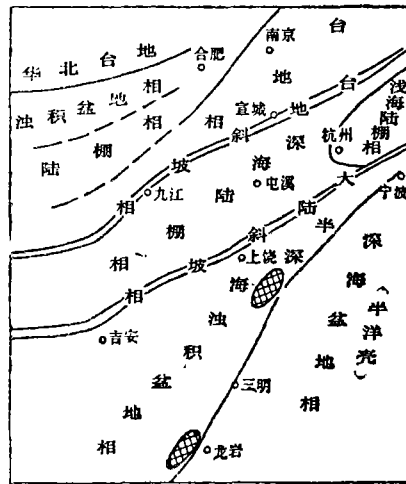 华北台地
合肥
南京
台地相
浊积盆地相
陆棚相
宣城
台地斜坡相
浅海陆棚相
杭州
宁波
深海陆棚相
屯溪
九江
大陆斜坡相
上饶
半深海浊积盆地相
深海盆地相
(半洋壳)
吉安
三明
龙岩